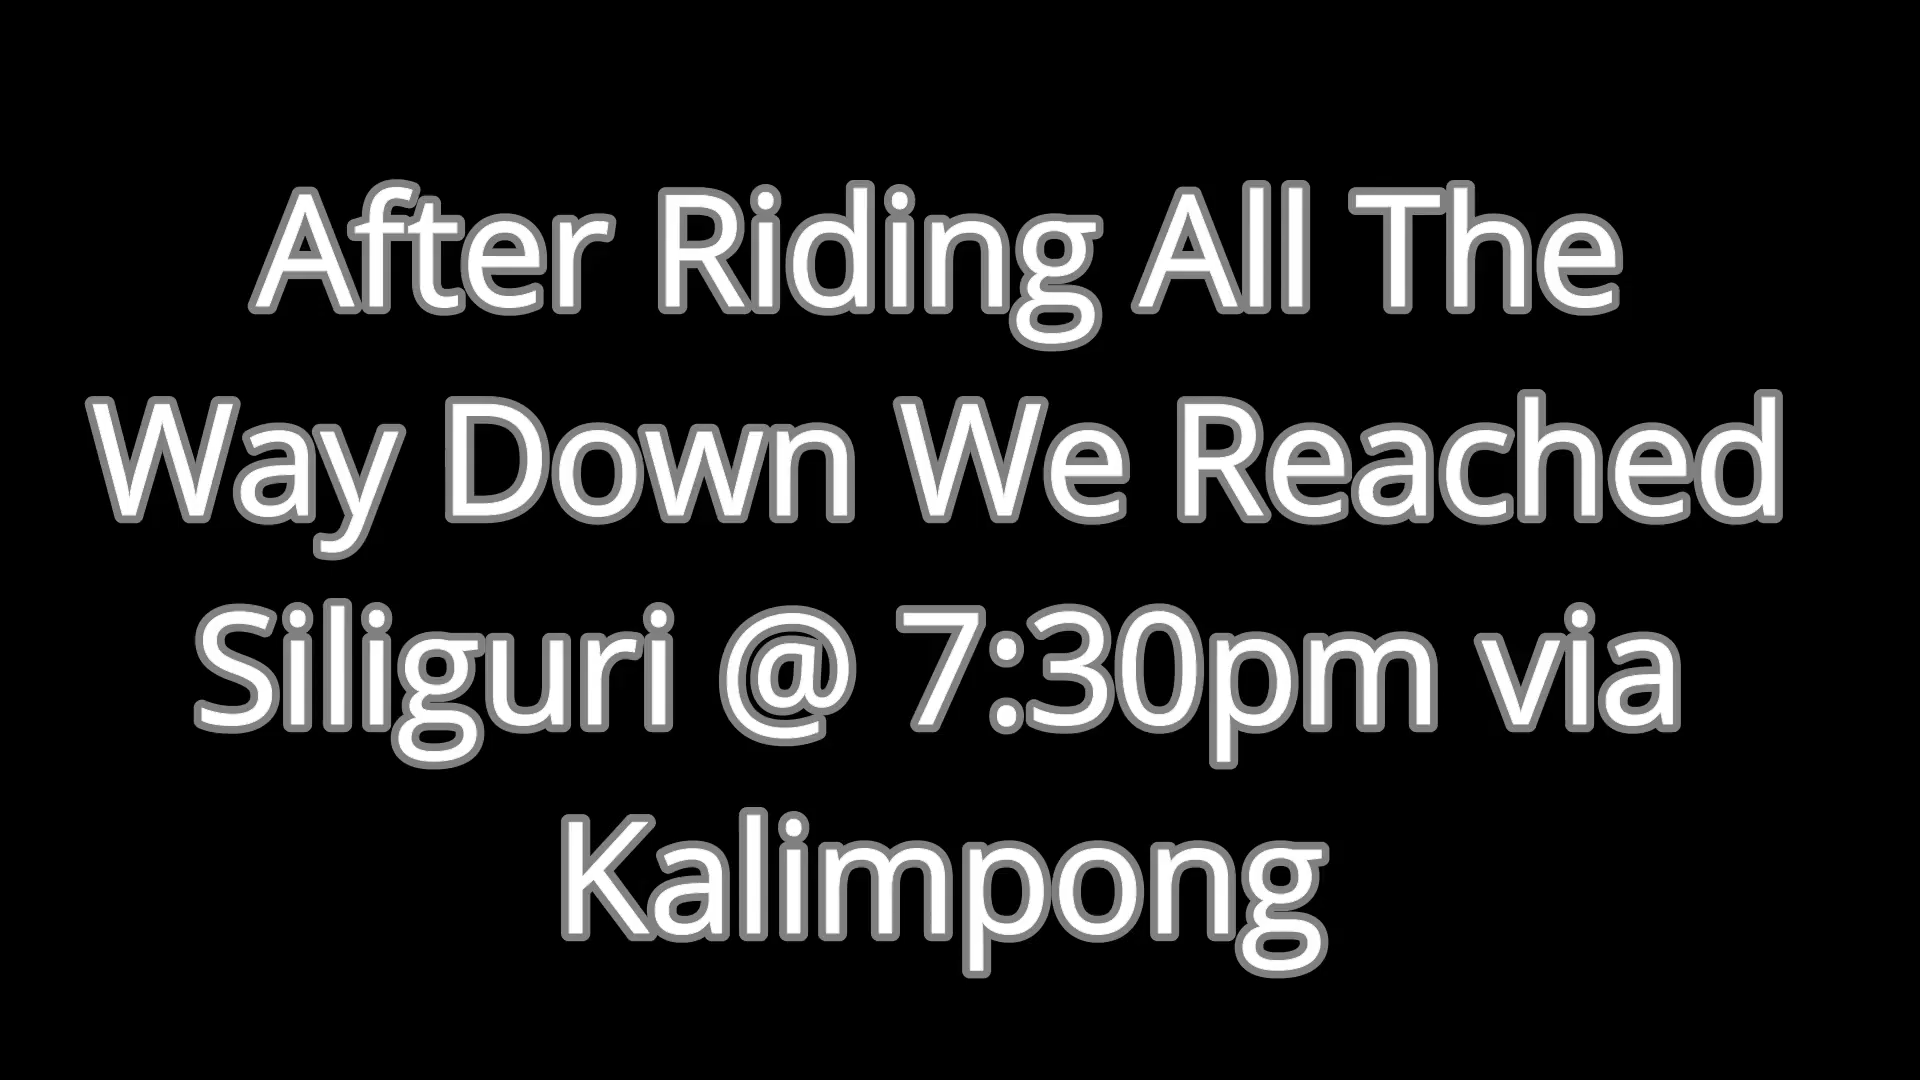 After Riding All The
Way Down We Reached
Siliguri @ 7:30pm via
Kalimpong